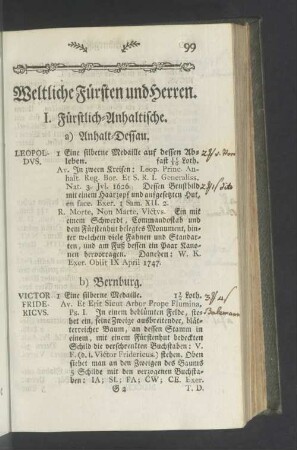 99
Weltliche Fürsten und Herren.
I. Fürstlich-Anhaltische.
a) Anhalt-Dessau.
LEOPOL-
DVS.
1 Eine silberne Medaille auf dessen Ab-
leben. fast Loth.
Av. In zween Kreisen: Leop. Princ. An-
halt. Reg. Bor. Et S. R. I. Generaliss.
Nat. 3. Jvl. 1676. Dessen Brustbild
mit einem Haarzopf und aufgesetzten Hut,
en face. Exer. 1 Sam. XII. 2.
R. Morte, Non Marte, Victvs. Ein mit
einem Schwerdt, Commandostab und
dem Fürstenhut belegtes Monument, hin-
ter welchem viele Fahnen und Standar-
ten, und am Fuß dessen ein Paar Kano-
nen hervorragen. Daneben: W. K.
Exer. Obiit IX April 1747.
b) Bernburg.
VICTOR
FRIDE-
RICVS.
1 Eine silberne Medaille. Loth.
Av. Et Erit Sicut Arbor Prope Flumina,
Ps. I. In einem beblümten Felde, ste-
het ein, seine Zweige ausbreitender, blät-
terreicher Baum, an dessen Stamm in
einem, mit einem Fürstenhut bedeckten
Schild die verschrenkten Buchstaben: V.
F. (d. i. Victor Fridericus.) stehen. Oben
siehet man an den Zweigen des Baums
5 Schilde mit den verzogenen Buchsta-
ben: IA; SL; FA; CW; CE. Exer.
G 2 T. D.